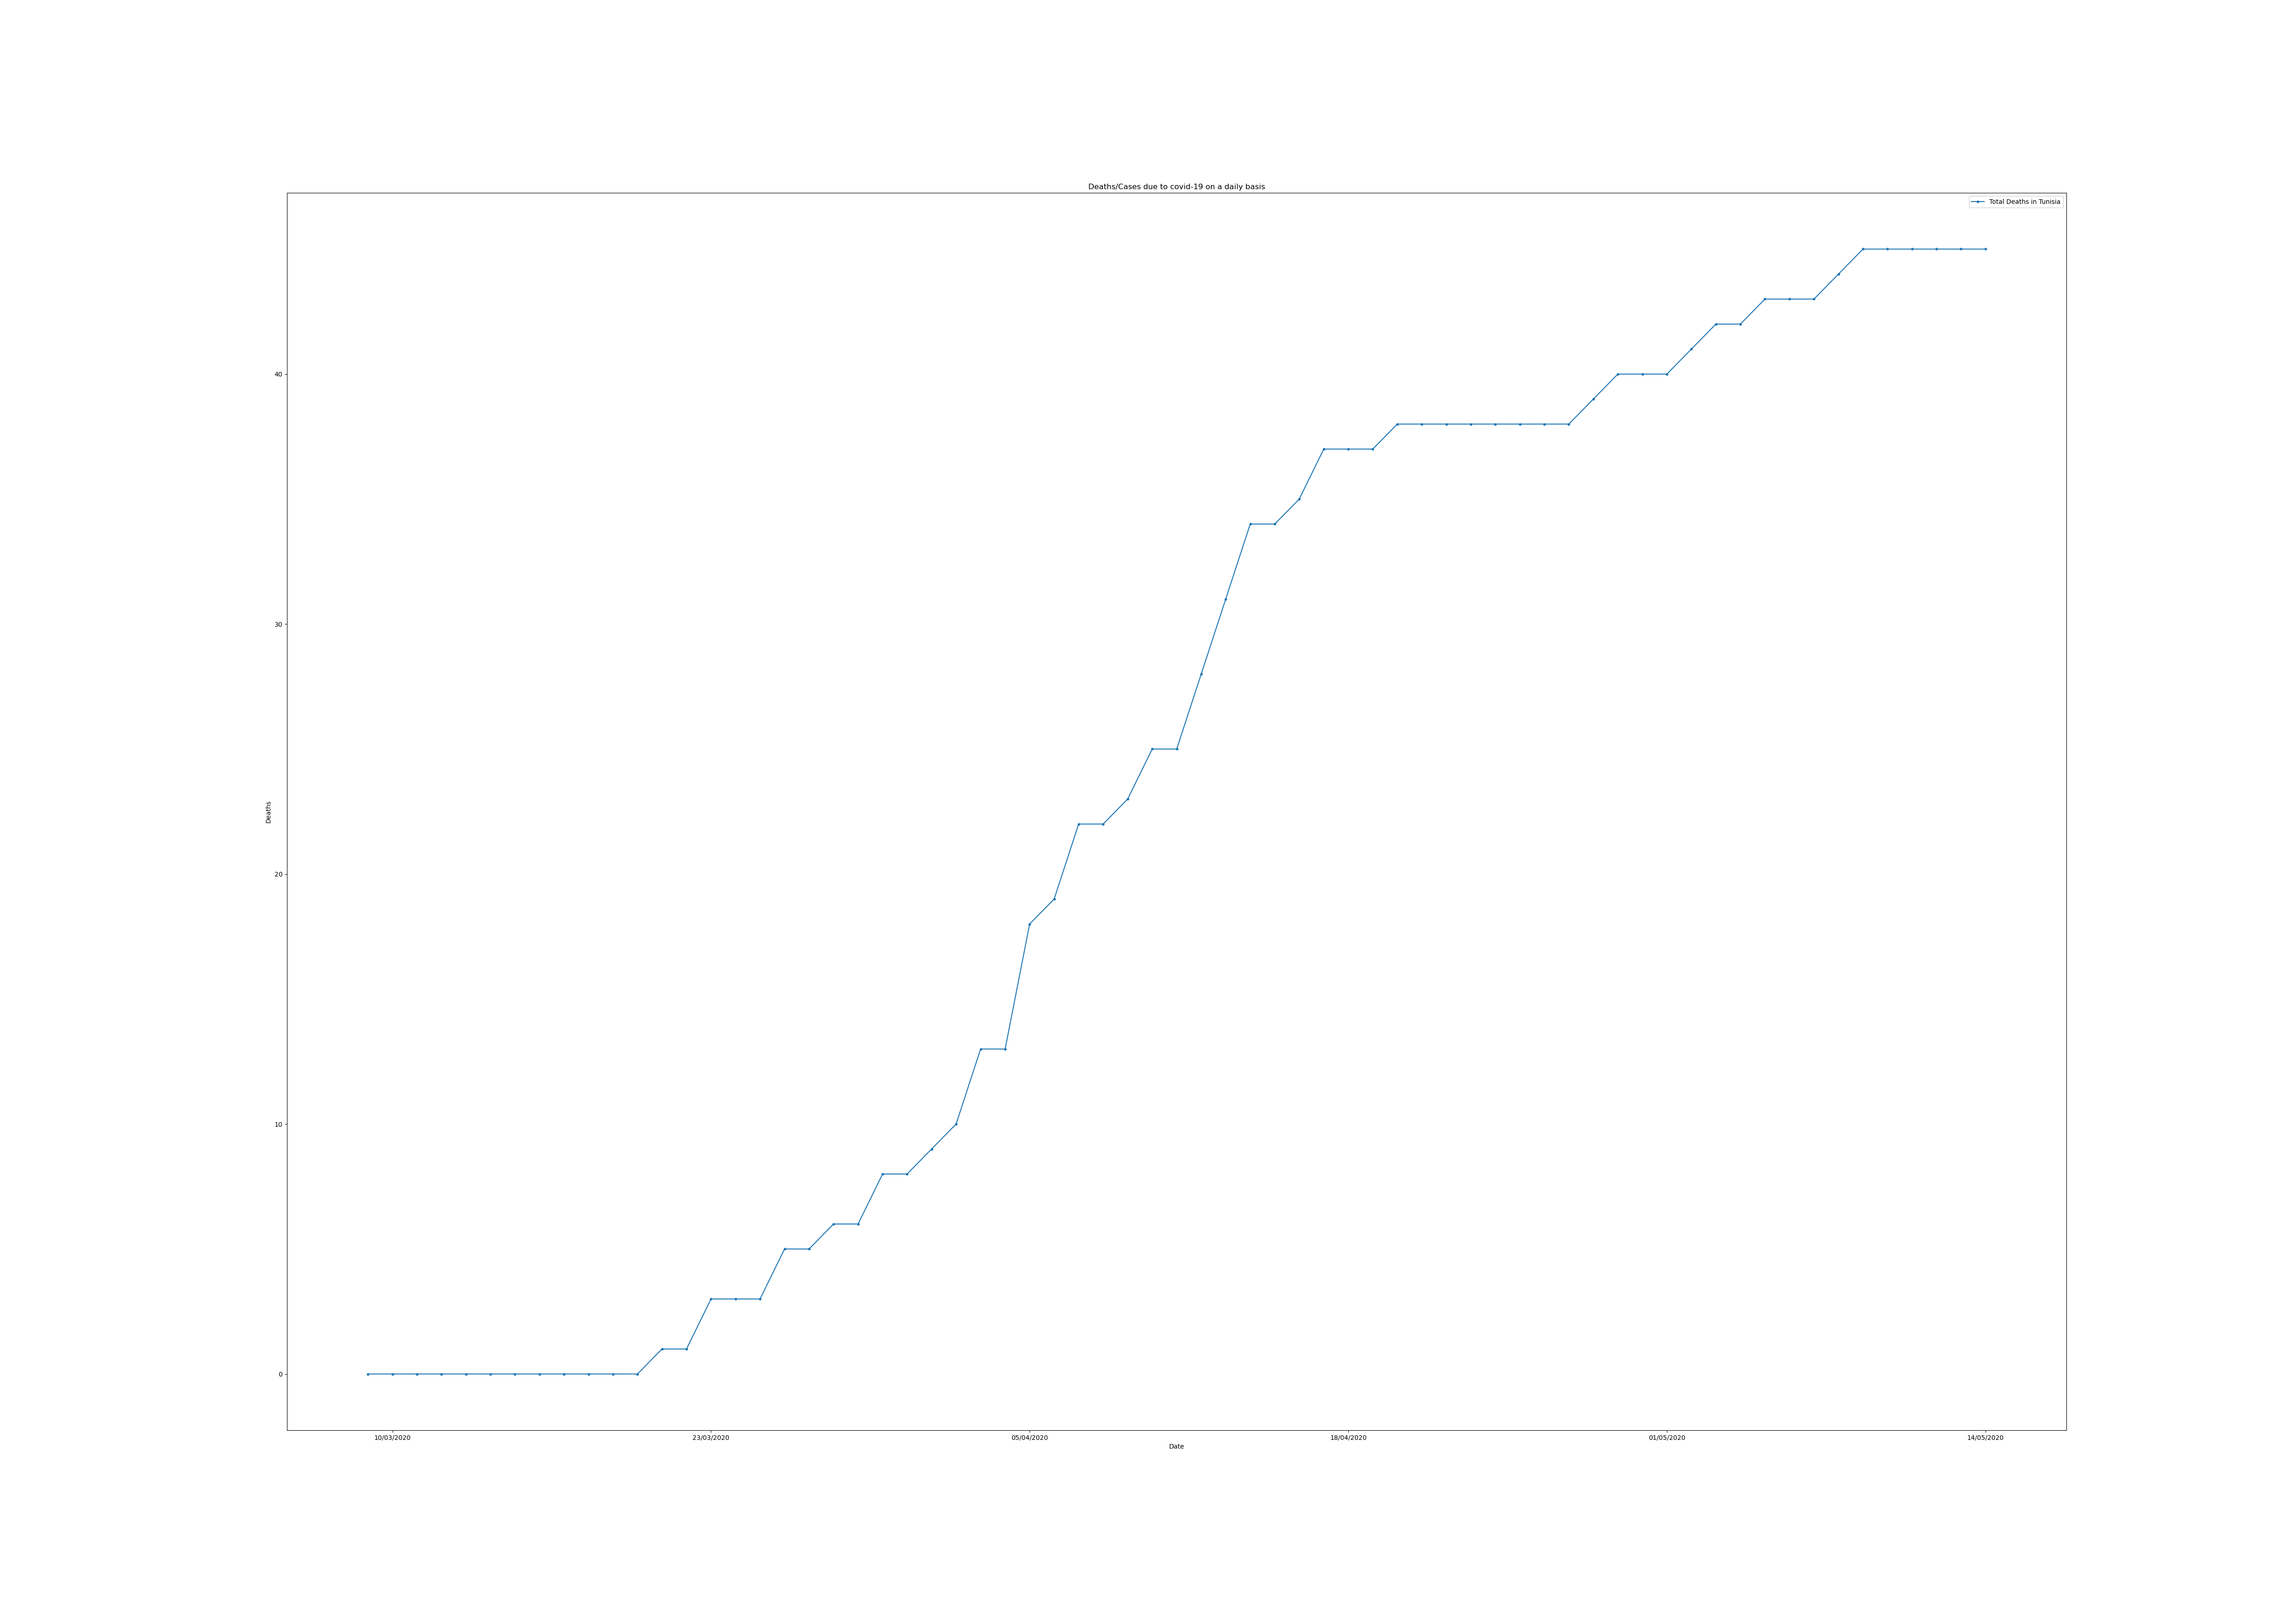 Deaths/Cases due to covid-19 on a daily basis
Total Deaths in Tunisia
40
30
20
10
0
Deaths
10/03/2020 23/03/2020 05/04/2020 18/04/2020 01/05/2020 14/05/2020
Date